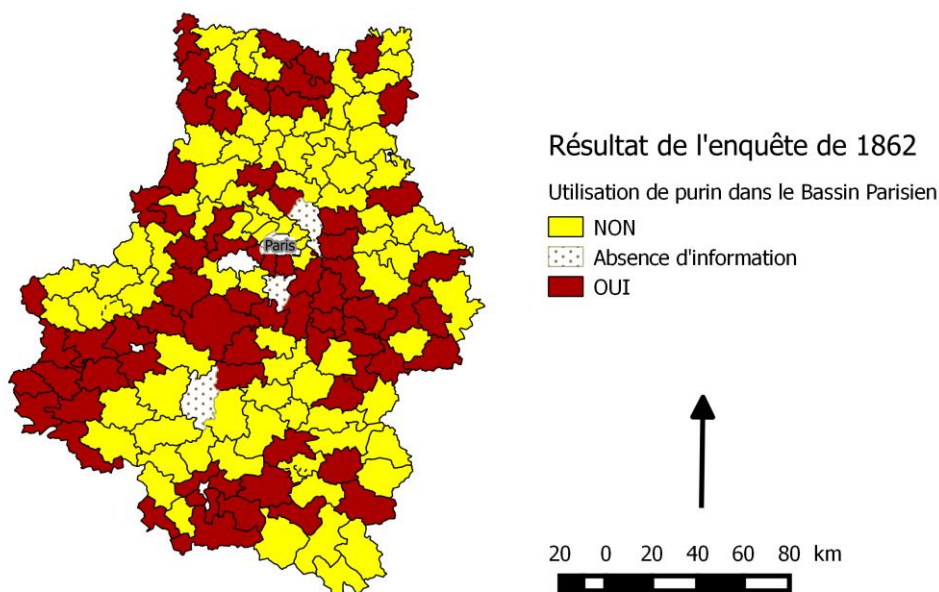 Résultat de l'enquête de 1862
Utilisation de purin dans le Bassin Parisien
NON
Absence d'information
OUI
Paris
20 0 20 40 60 80 km